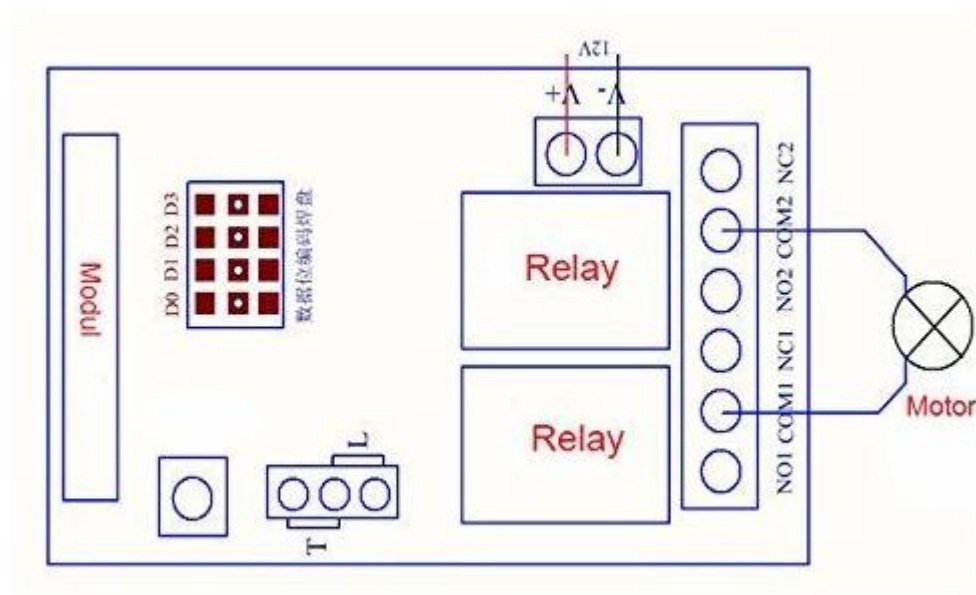 12V
V+ V-
D3
D2
D1
D0
数据位编码焊盘
Modul
Relay
Relay
NC2
COM2
NO2
NC1
COM1
NO1
Motor
L
T